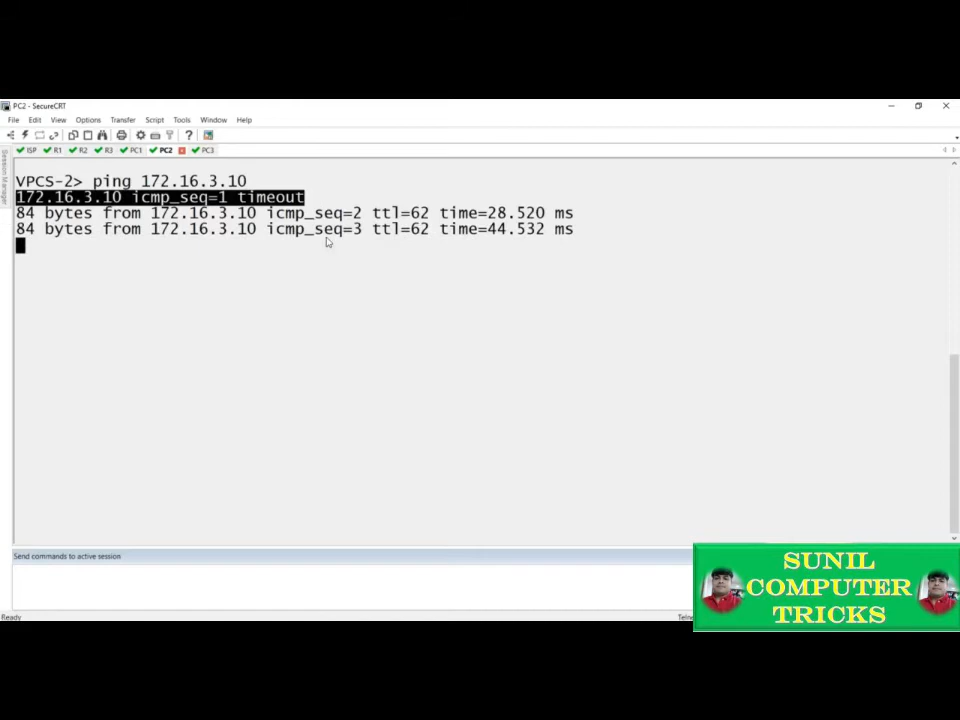 PC2 - SecureCRT
File Edit View Options Transfer Script Tools Window Help
ISP R1 R2 R3 PC1 PC2 PC3
Session Manager
VPCS-2> ping 172.16.3.10
172.16.3.10 icmp_seq=1 timeout
84 bytes from 172.16.3.10 icmp_seq=2 ttl=62 time=28.520 ms
84 bytes from 172.16.3.10 icmp_seq=3 ttl=62 time=44.532 ms
Send commands to active session
SUNIL
COMPUTER
TRICKS
Ready